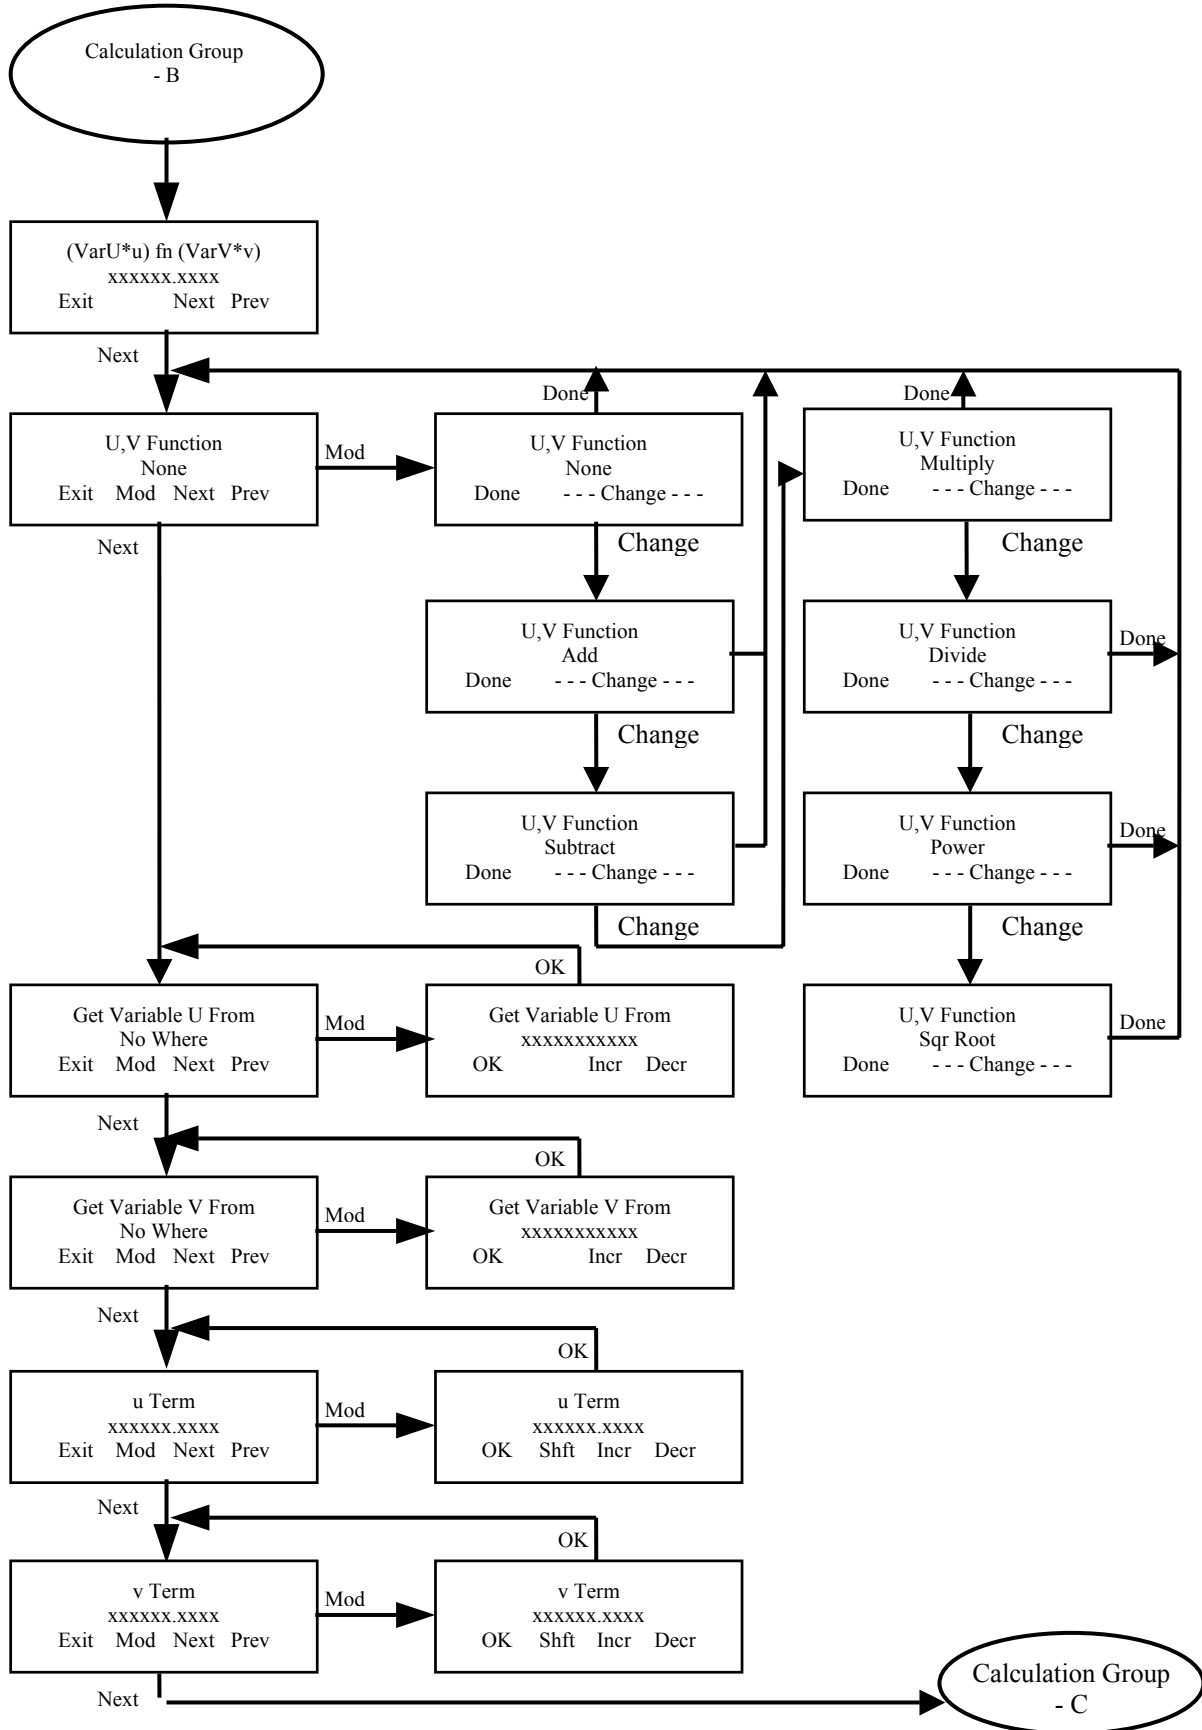 Calculation Group
- B
(VarU*u) fn (VarV*v)
xxxxxx.xxxx
Exit Next Prev
Next
U,V Function
None
Exit Mod Next Prev
Mod
Done
U,V Function
None
Done - - - Change - - -
Done
U,V Function
Multiply
Done - - - Change - - -
Next
Change
Change
U,V Function
Add
Done - - - Change - - -
U,V Function
Divide
Done - - - Change - - -
Done
Change
Change
U,V Function
Subtract
Done - - - Change - - -
U,V Function
Power
Done - - - Change - - -
Done
Change
Change
OK
Get Variable U From
No Where
Exit Mod Next Prev
Mod
Get Variable U From
xxxxxxxxxxx
OK Incr Decr
U,V Function
Sqr Root
Done - - - Change - - -
Done
Next
OK
Get Variable V From
No Where
Exit Mod Next Prev
Mod
Get Variable V From
xxxxxxxxxxx
OK Incr Decr
Next
OK
u Term
xxxxxx.xxxx
Exit Mod Next Prev
Mod
u Term
xxxxxx.xxxx
OK Shft Incr Decr
Next
OK
v Term
xxxxxx.xxxx
Exit Mod Next Prev
Mod
v Term
xxxxxx.xxxx
OK Shft Incr Decr
Next
Calculation Group
- C